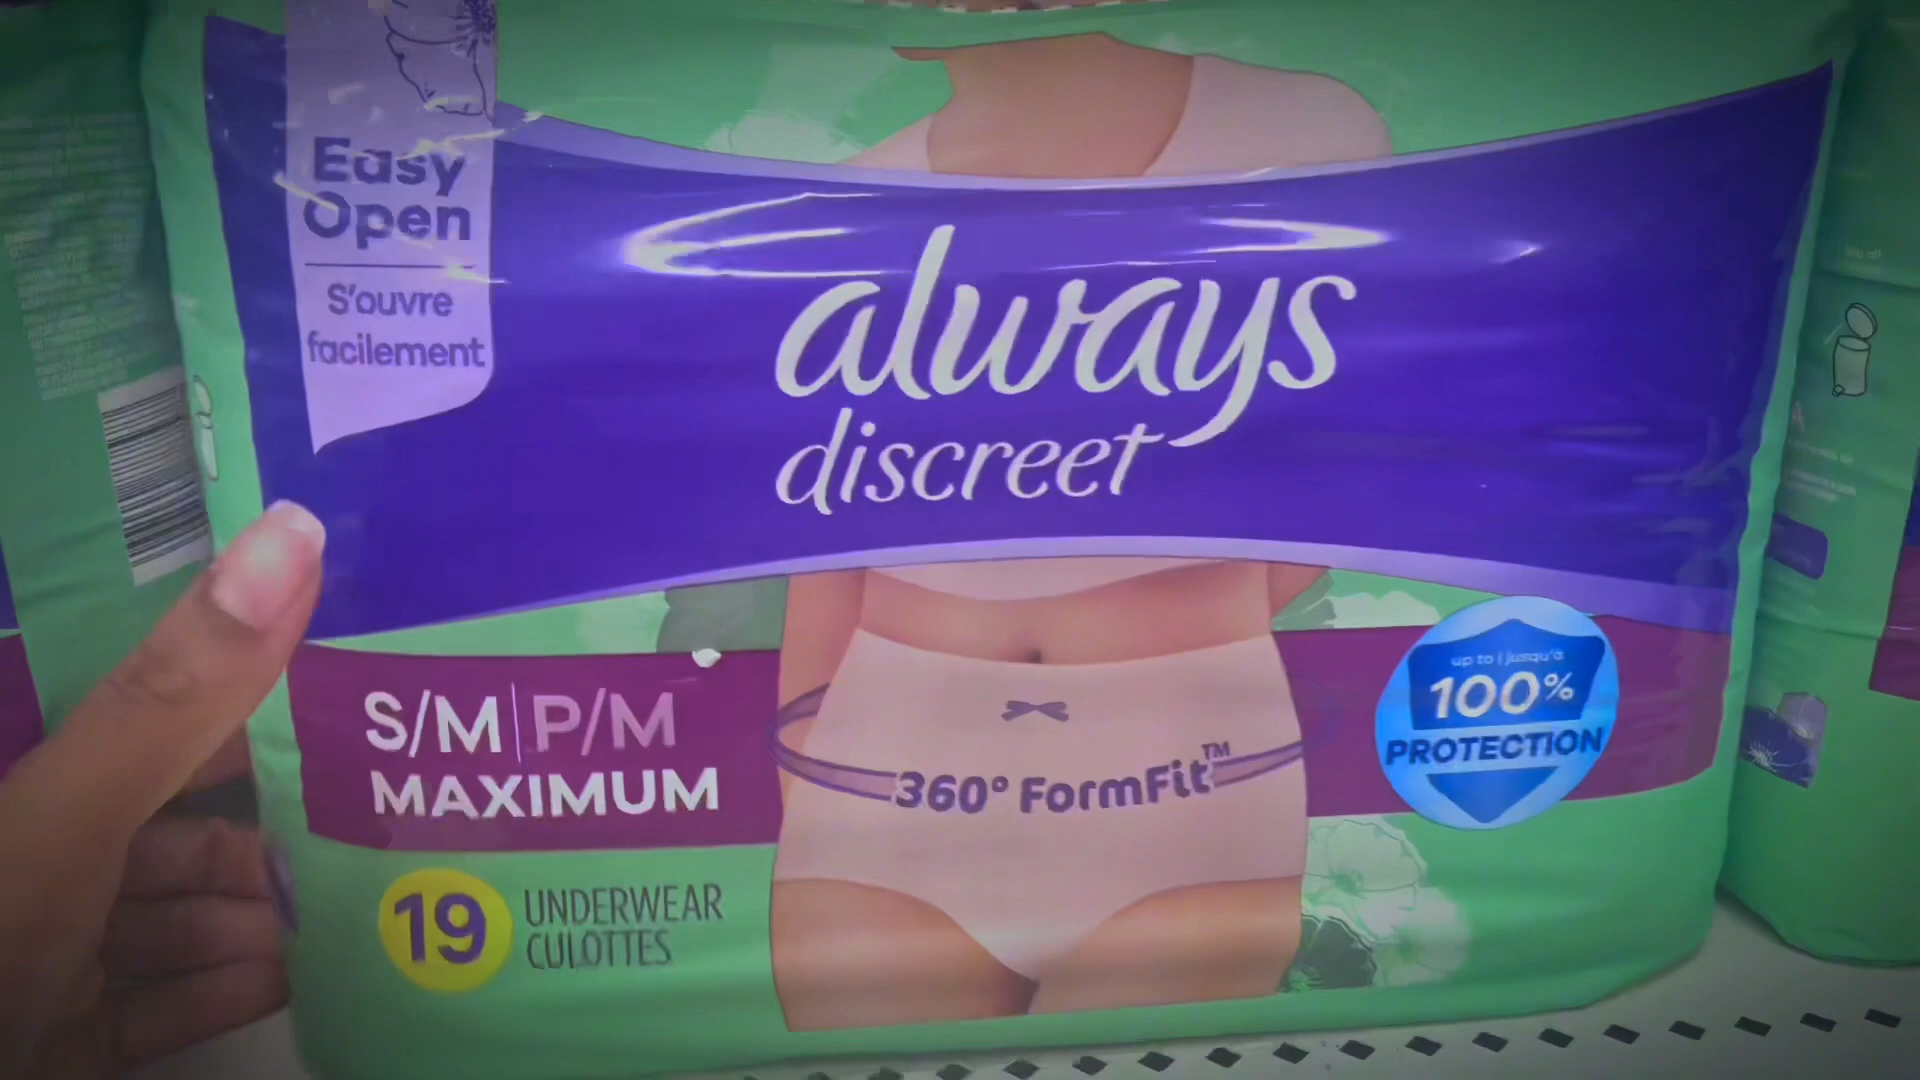 Easy
Open
S'ouvre
facilement
always
discreet
S/M|P/M
MAXIMUM
19
UNDERWEAR
CULOTTES
360° FormFit™
up to | jusqu'à
100%
PROTECTION